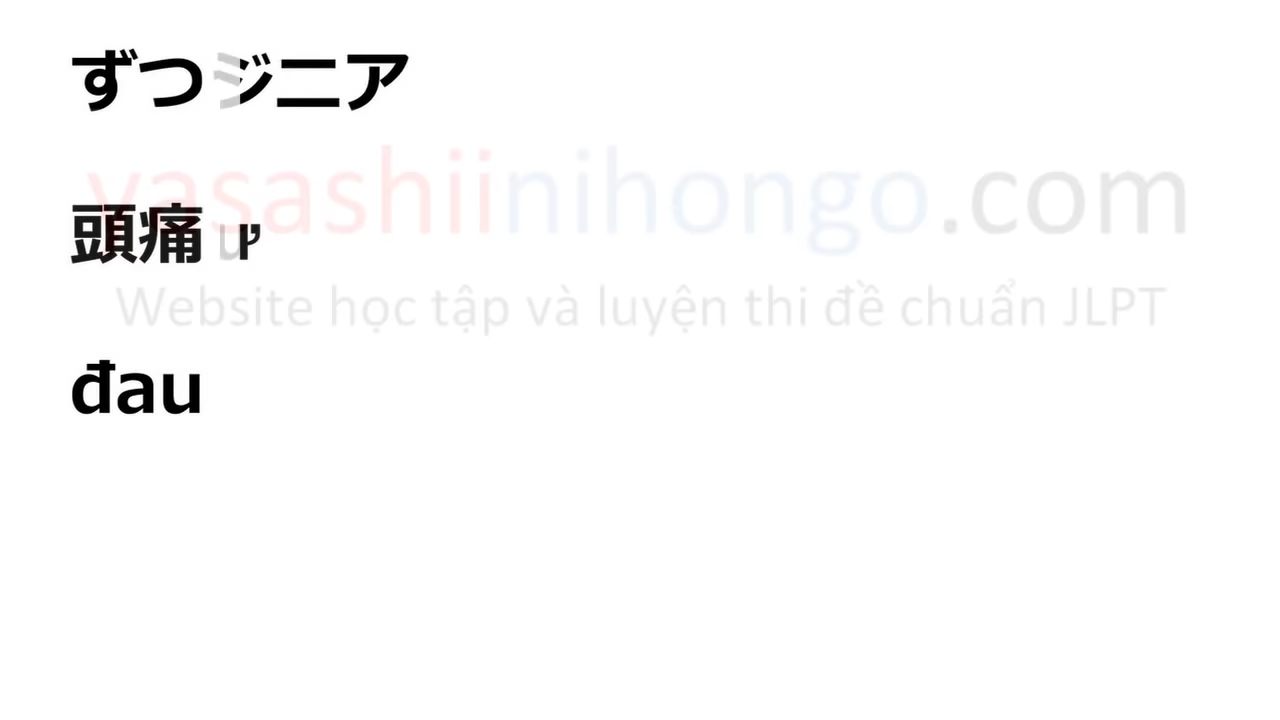 ずつジニア
yasashiinihongo.com
頭痛
Website học tập và luyện thi đề chuẩn JLPT
đau